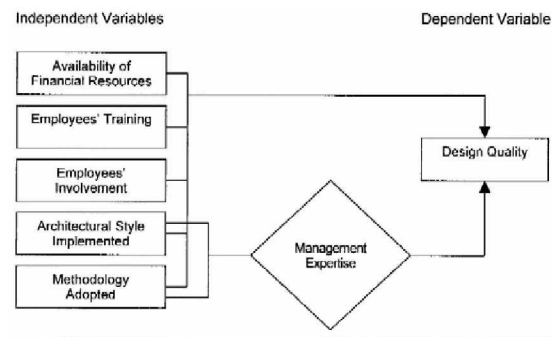 Independent Variables
Dependent Variable
Availability of
Financial Resources
Employees' Training
Employees'
Involvement
Architectural Style
Implemented
Methodology
Adopted
Management
Expertise
Design Quality